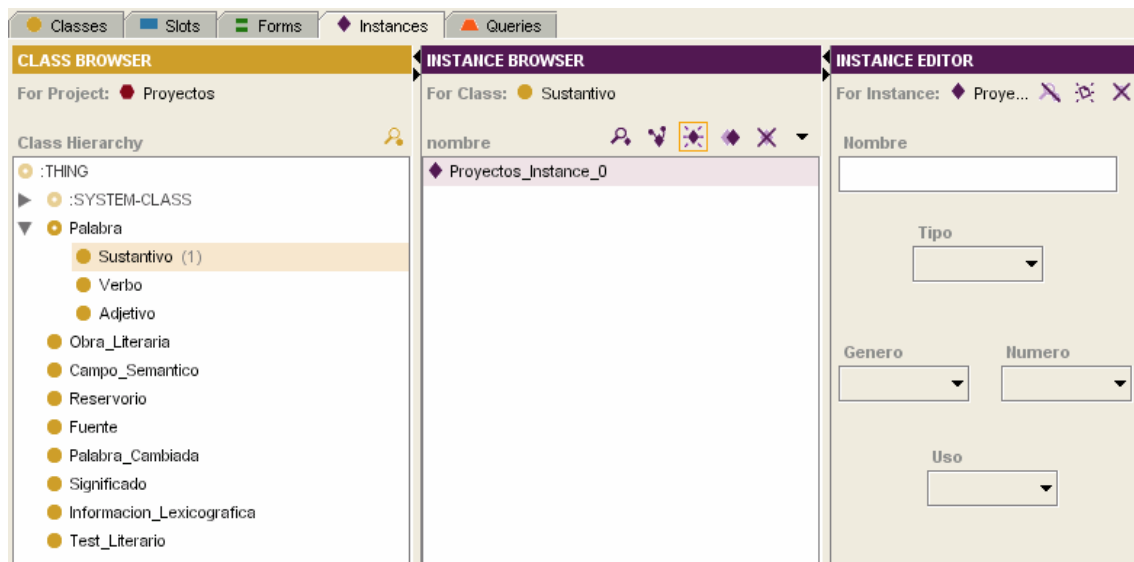 Classes Slots Forms Instances Queries
CLASS BROWSER
For Project: Proyectos
Class Hierarchy
:THING
:SYSTEM-CLASS
Palabra
Sustantivo (1)
Verbo
Adjetivo
Obra_Literaria
Campo_Semantico
Reservorio
Fuente
Palabra_Cambiada
Significado
Informacion_Lexicografica
Test_Literario
INSTANCE BROWSER
For Class: Sustantivo
nombre
Proyectos_Instance_0
INSTANCE EDITOR
For Instance: Proye...
Nombre
Tipo
Genero Numero
Uso